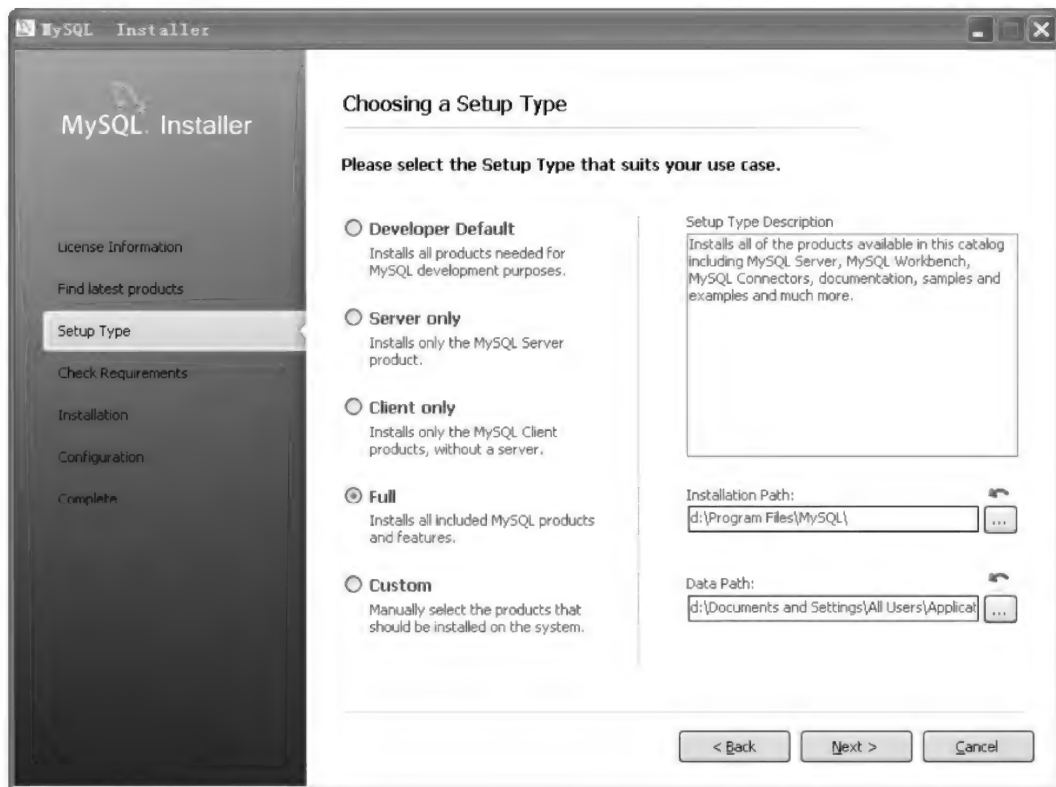 MySQL Installer
MySQL Installer
License Information
Find latest products
Setup Type
Check Requirements
Installation
Configuration
Complete
Choosing a Setup Type
Please select the Setup Type that suits your use case.
Developer Default
Installs all products needed for
MySQL development purposes.
Server only
Installs only the MySQL Server
product.
Client only
Installs only the MySQL Client
products, without a server.
Full
Installs all included MySQL products
and features.
Custom
Manually select the products that
should be installed on the system.
Setup Type Description
Installs all of the products available in this catalog
including MySQL Server, MySQL Workbench,
MySQL Connectors, documentation, samples and
examples and much more.
Installation Path:
d:\Program Files\MySQL\
...
Data Path:
d:\Documents and Settings\All Users\Applicat
...
< Back
Next >
Cancel